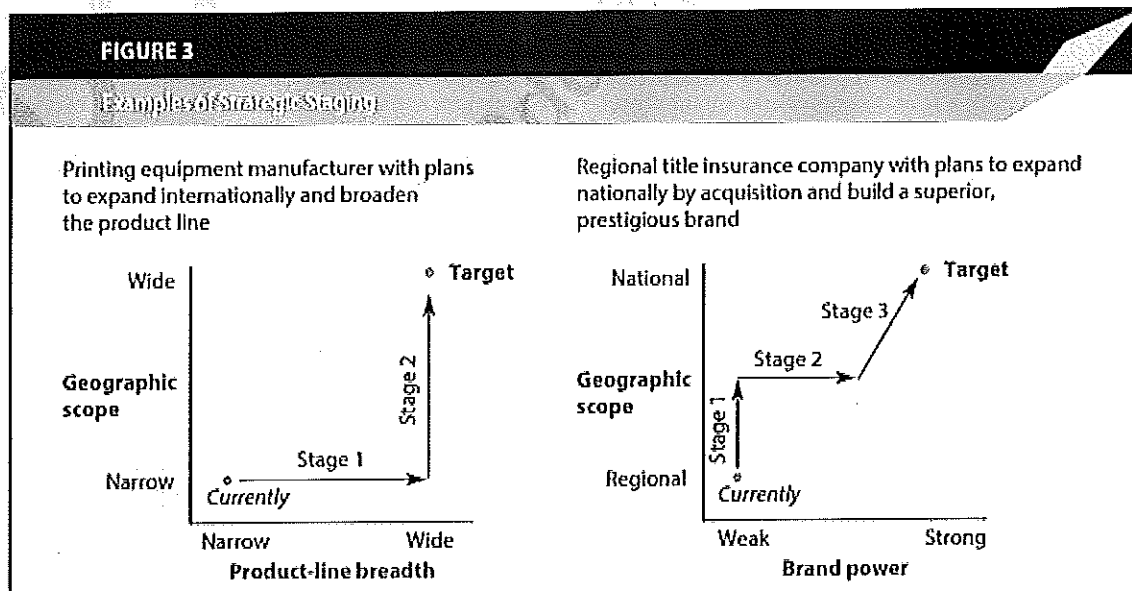 FIGURE 3
Examples of Strategic Staging
Printing equipment manufacturer with plans
to expand internationally and broaden
the product line
Wide
Target
Geographic
scope
Stage 2
Stage 1
Narrow
Currently
Narrow
Wide
Product-line breadth
Regional title insurance company with plans to expand
nationally by acquisition and build a superior,
prestigious brand
National
Target
Stage 3
Stage 2
Geographic
scope
Stage 1
Regional
Currently
Weak
Strong
Brand power